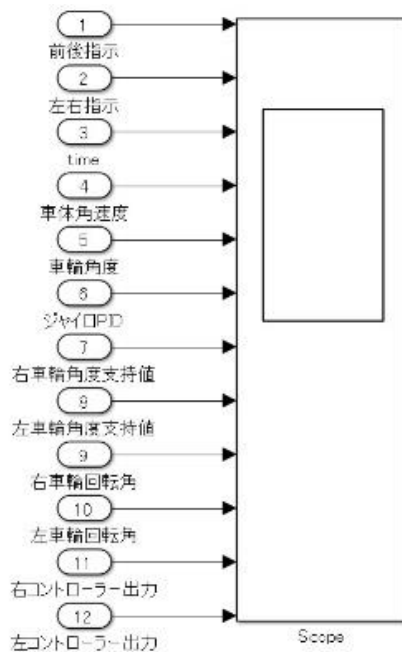 1
前後指示
2
左右指示
3
time
4
車体角速度
5
車輪角度
6
ジャイロPID
7
右車輪角度支持値
8
左車輪角度支持値
9
右車輪回転角
10
左車輪回転角
11
右コントローラー出力
12
左コントローラー出力
Scope